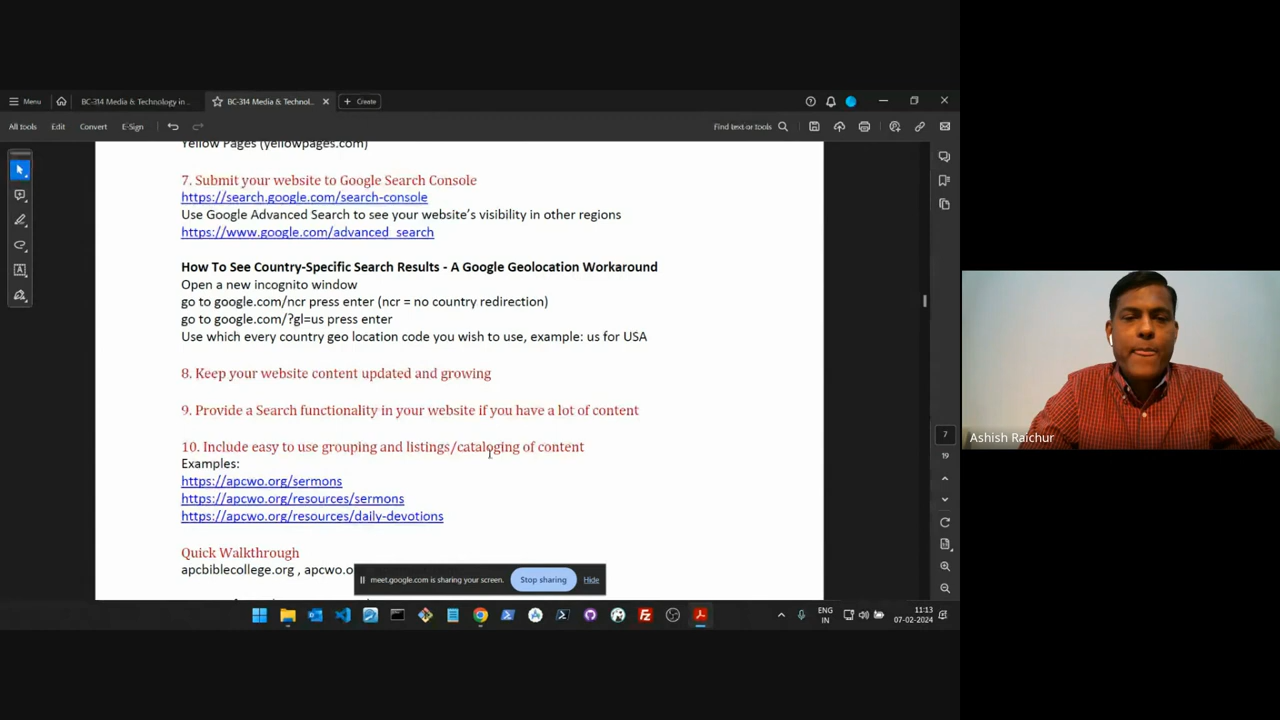 Menu
BC-314 Media & Technology in ...
BC-314 Media & Technol...
Create
All tools
Edit
Convert
E-Sign
Find text or tools
Yellow Pages (yellowpages.com)
7. Submit your website to Google Search Console
https://search.google.com/search-console
Use Google Advanced Search to see your website's visibility in other regions
https://www.google.com/advanced_search
How To See Country-Specific Search Results - A Google Geolocation Workaround
Open a new incognito window
go to google.com/ncr press enter (ncr = no country redirection)
go to google.com/?gl=us press enter
Use which every country geo location code you wish to use, example: us for USA
8. Keep your website content updated and growing
9. Provide a Search functionality in your website if you have a lot of content
10. Include easy to use grouping and listings/cataloging of content
Examples:
https://apcwo.org/sermons
https://apcwo.org/resources/sermons
https://apcwo.org/resources/daily-devotions
Quick Walkthrough
apcbiblecollege.org , apcwo.o
meet.google.com is sharing your screen.
Stop sharing
Hide
7
19
ENG
IN
11:13
07-02-2024
Ashish Raichur